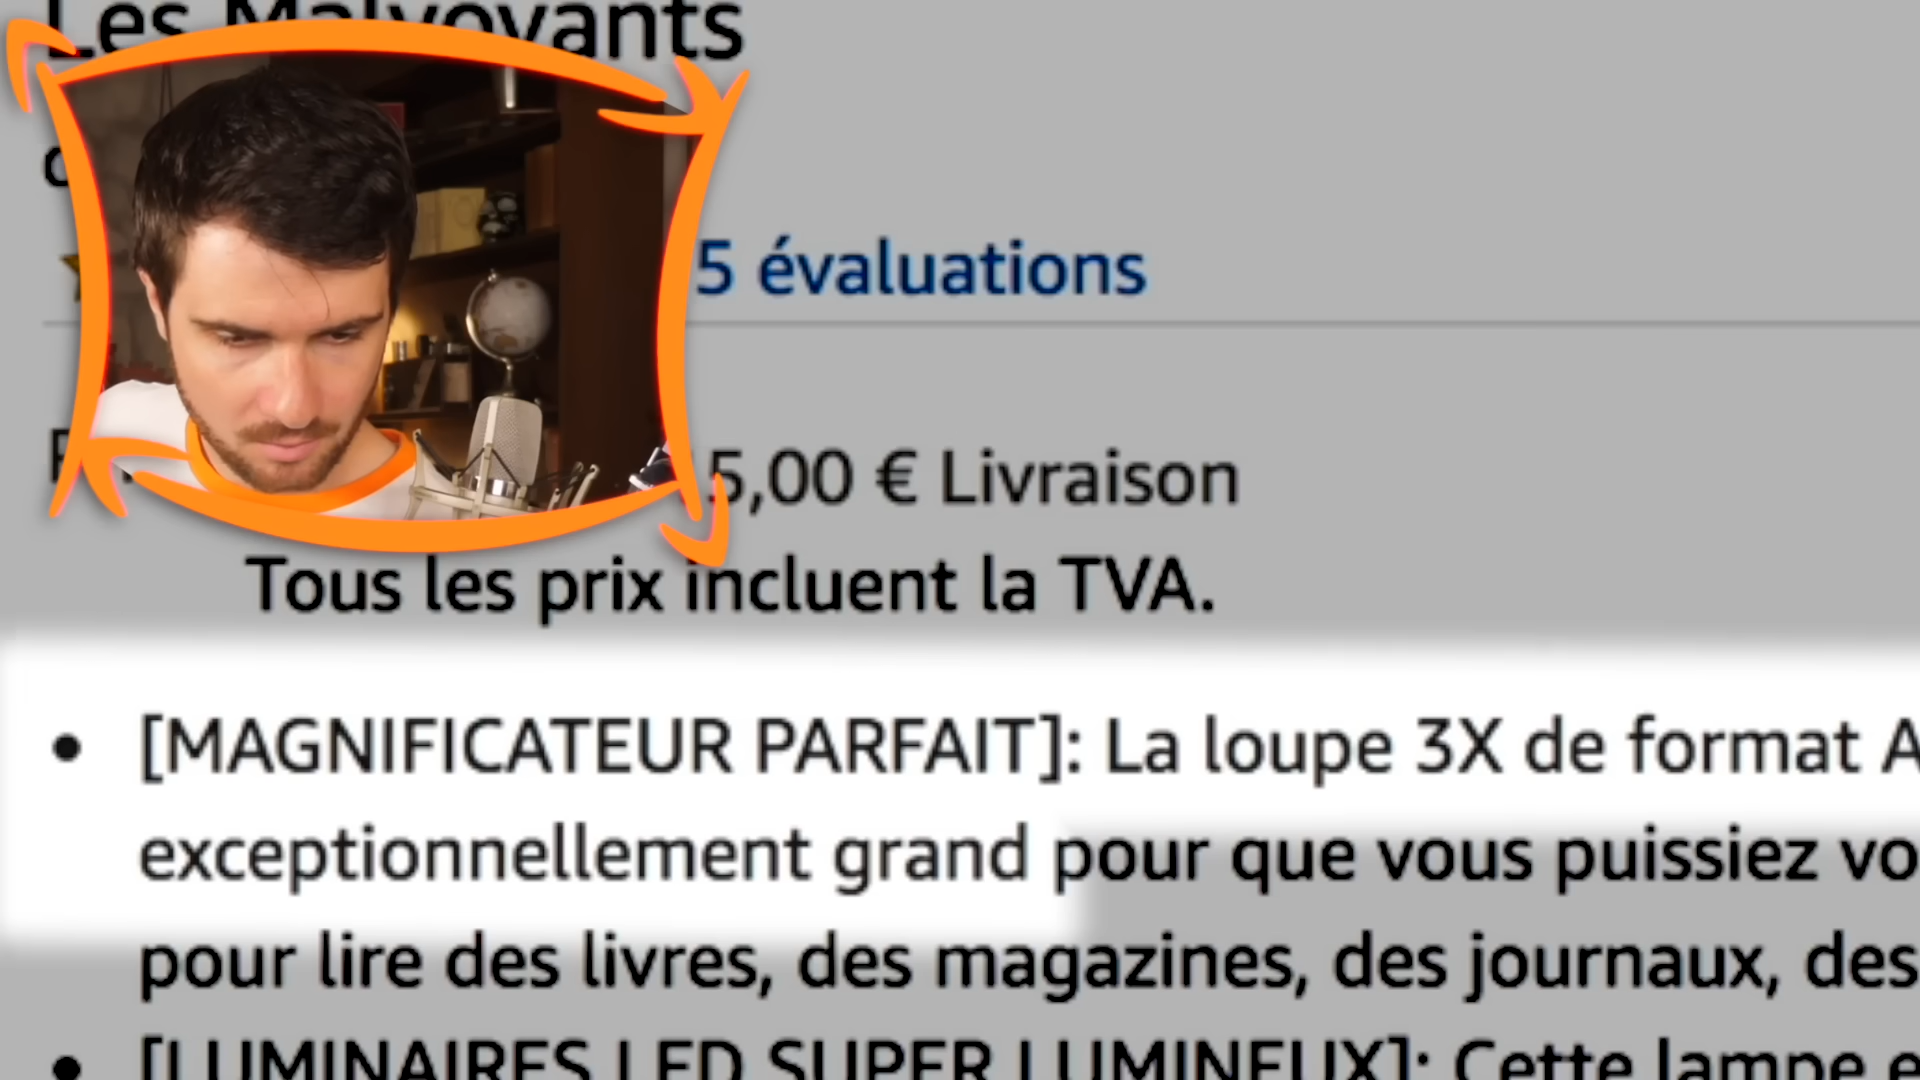 Les Malvoyants
5 évaluations
5,00 € Livraison
Tous les prix incluent la TVA.
• [MAGNIFICATEUR PARFAIT]: La loupe 3X de format A
exceptionnellement grand pour que vous puissiez vo
pour lire des livres, des magazines, des journaux, des
• [LUMINAIRES LED SUPER LUMINEUX]: Cette lampe e